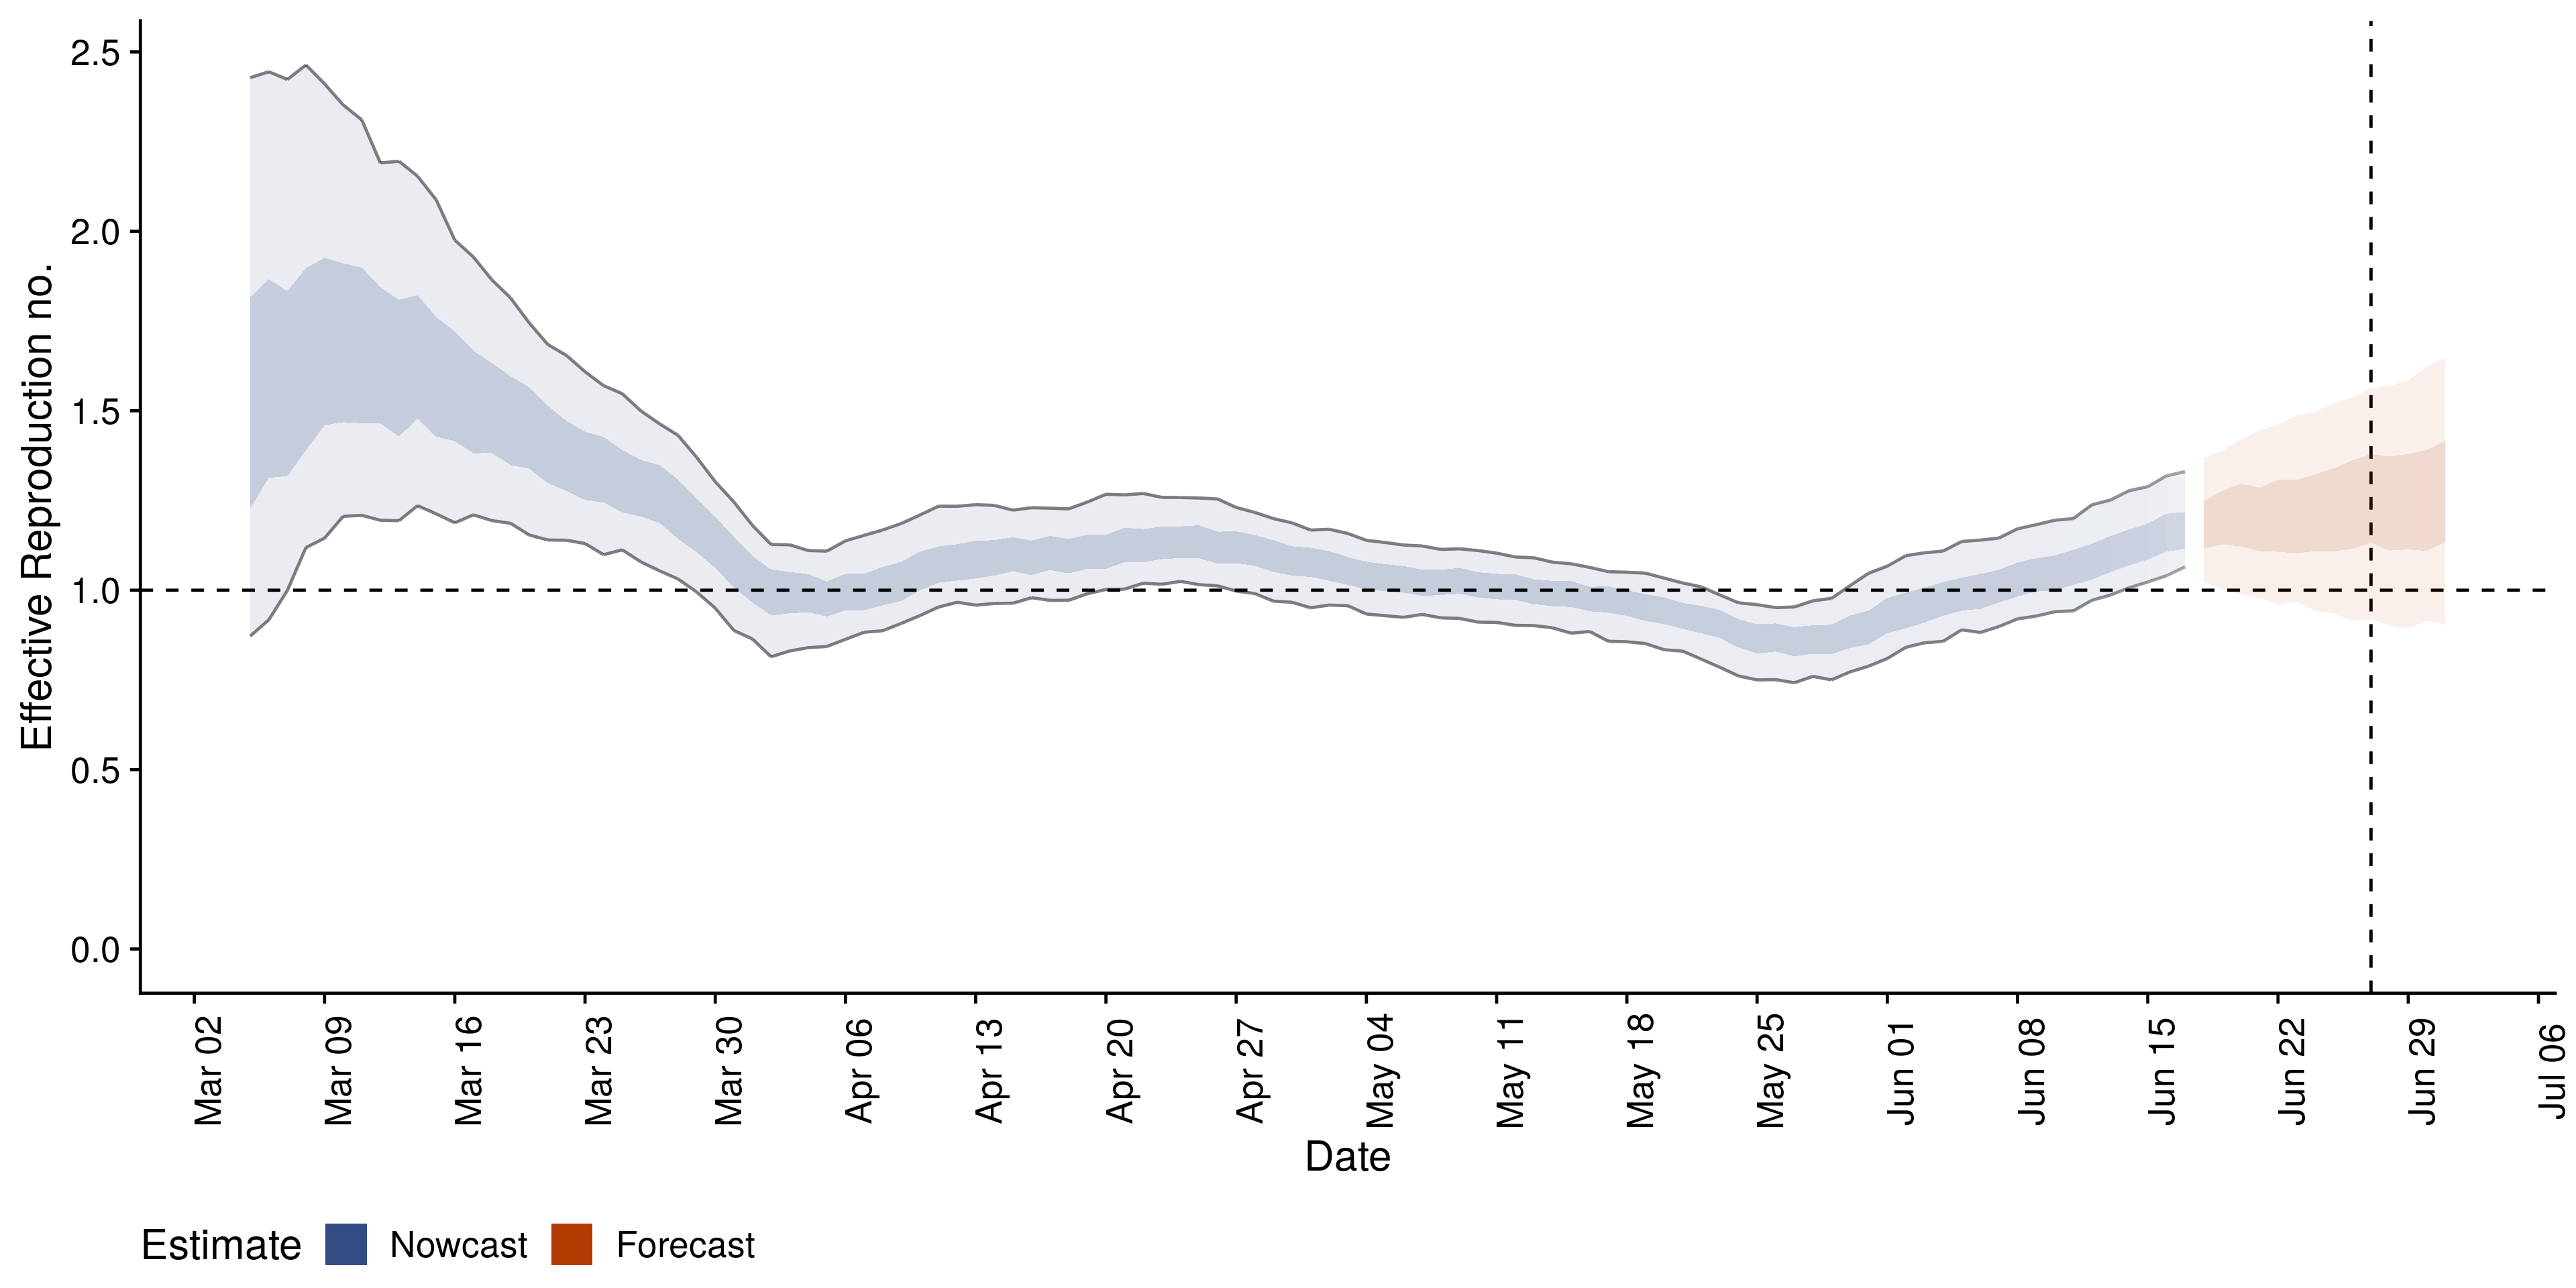 Effective Reproduction no.
2.5
2.0
1.5
1.0
0.5
0.0
Mar 02
Mar 09
Mar 16
Mar 23
Mar 30
Apr 06
Apr 13
Apr 20
Apr 27
May 04
May 11
May 18
May 25
Jun 01
Jun 08
Jun 15
Jun 22
Jun 29
Jul 06
Date
Estimate Nowcast Forecast